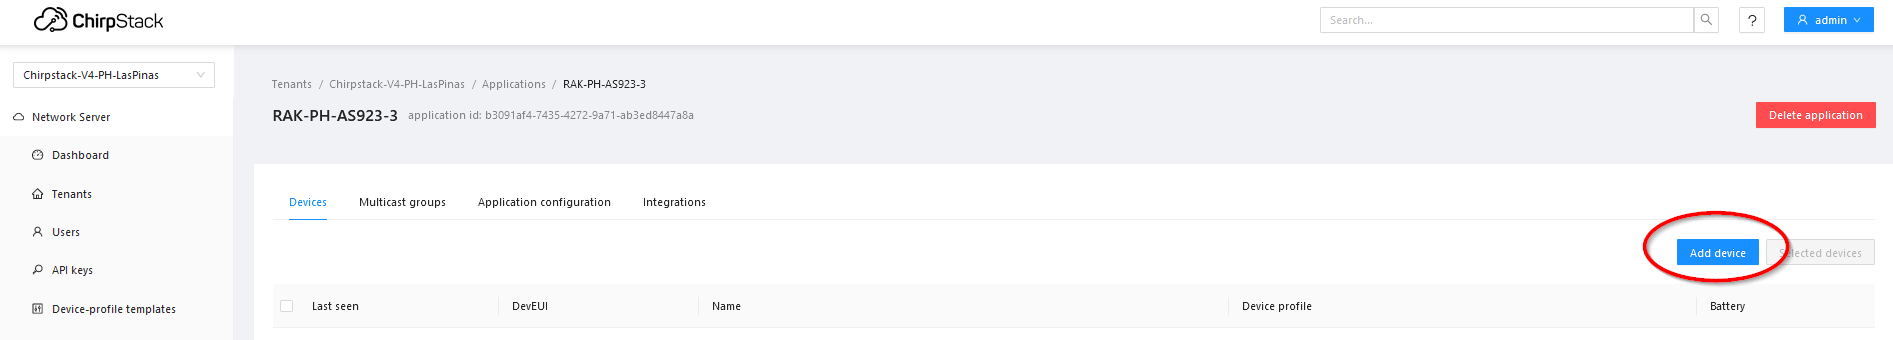 ChirpStack
Search...
?
admin
Chirpstack-V4-PH-LasPinas
Network Server
Dashboard
Tenants
Users
API keys
Device-profile templates
Tenants / Chirpstack-V4-PH-LasPinas / Applications / RAK-PH-AS923-3
RAK-PH-AS923-3 application id: b3091af4-7435-4272-9a71-ab3ed8447a8a
Delete application
Devices Multicast groups Application configuration Integrations
Add device Selected devices
Last seen DevEUI Name Device profile Battery